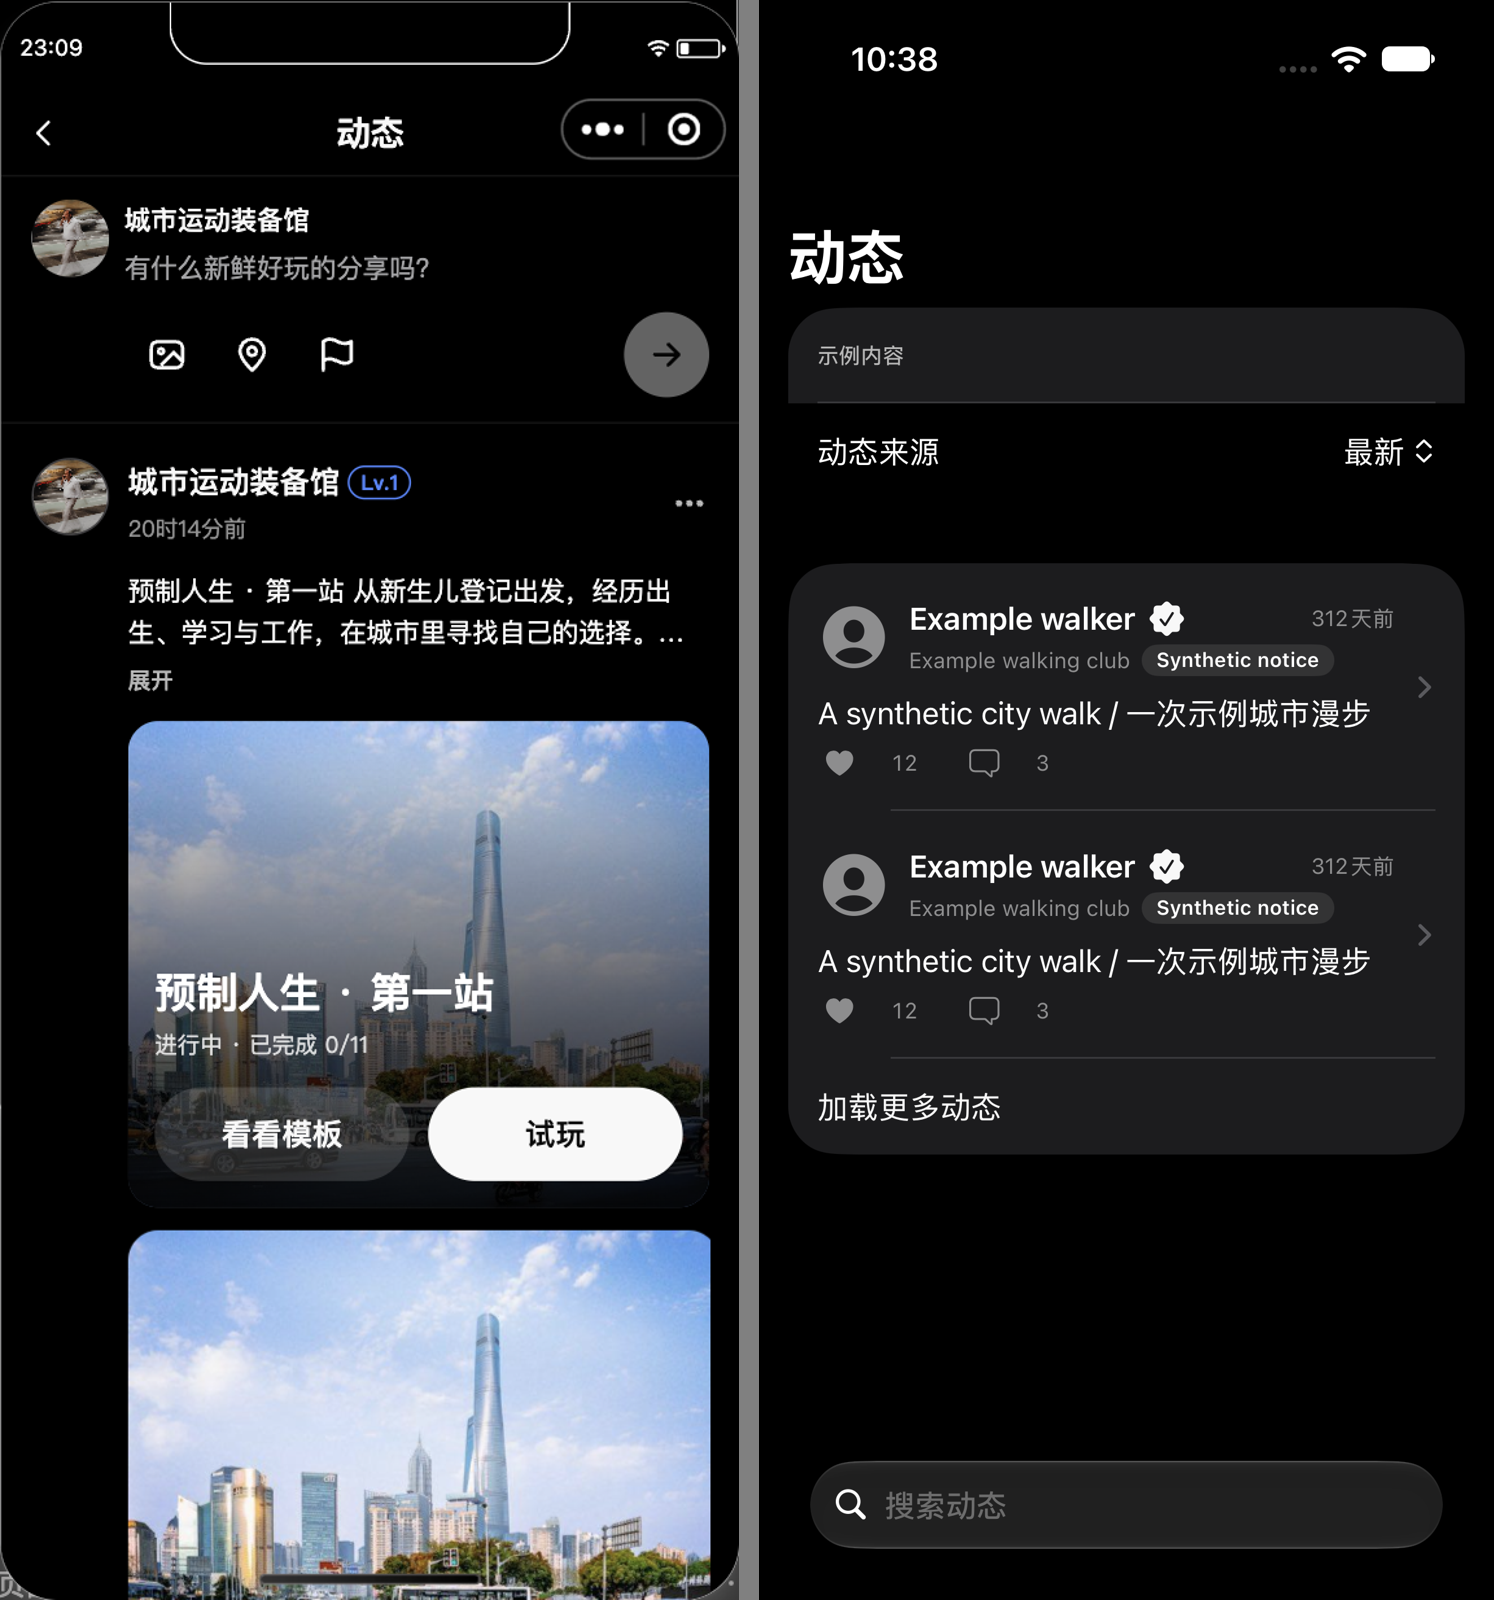 23:09
动态
城市运动装备馆
有什么新鲜好玩的分享吗?
城市运动装备馆 Lv.1
20时14分前
预制人生 · 第一站 从新生儿登记出发，经历出
生、学习与工作，在城市里寻找自己的选择。...
展开
预制人生 · 第一站
进行中 · 已完成 0/11
看看模板
试玩
10:38
动态
示例内容
动态来源
最新
Example walker
312天前
Example walking club
Synthetic notice
A synthetic city walk / 一次示例城市漫步
12
3
Example walker
312天前
Example walking club
Synthetic notice
A synthetic city walk / 一次示例城市漫步
12
3
加载更多动态
搜索动态